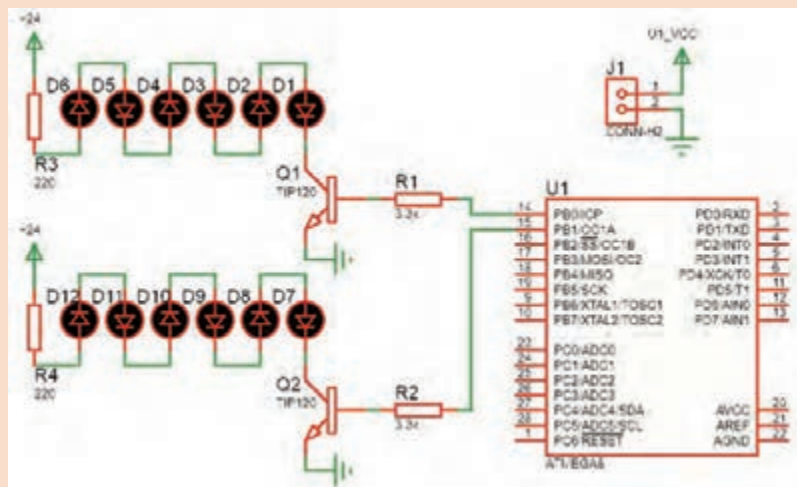 +24
U1_VCC
J1
1
2
CONN-H2
D6 D5 D4 D3 D2 D1
R3
220
Q1
TIP120
R1
3.3k
U1
14 PB0/ICP
15 PB1/OC1A
16 PB2/SS/OC1B
17 PB3/MOSI/OC2
18 PB4/MISO
19 PB5/SCK
9 PB6/XTAL1/TOSC1
10 PB7/XTAL2/TOSC2
PD0/RXD 2
PD1/TXD 3
PD2/INT0 4
PD3/INT1 5
PD4/XCK/T0 6
PD5/T1 11
PD6/AIN0 12
PD7/AIN1 13
23 PC0/ADC0
24 PC1/ADC1
25 PC2/ADC2
26 PC3/ADC3
27 PC4/ADC4/SDA
28 PC5/ADC5/SCL
1 PC6/RESET
AVCC 20
AREF 21
AGND 22
ATMEGA8
+24
D12 D11 D10 D9 D8 D7
R4
220
Q2
TIP120
R2
3.3k